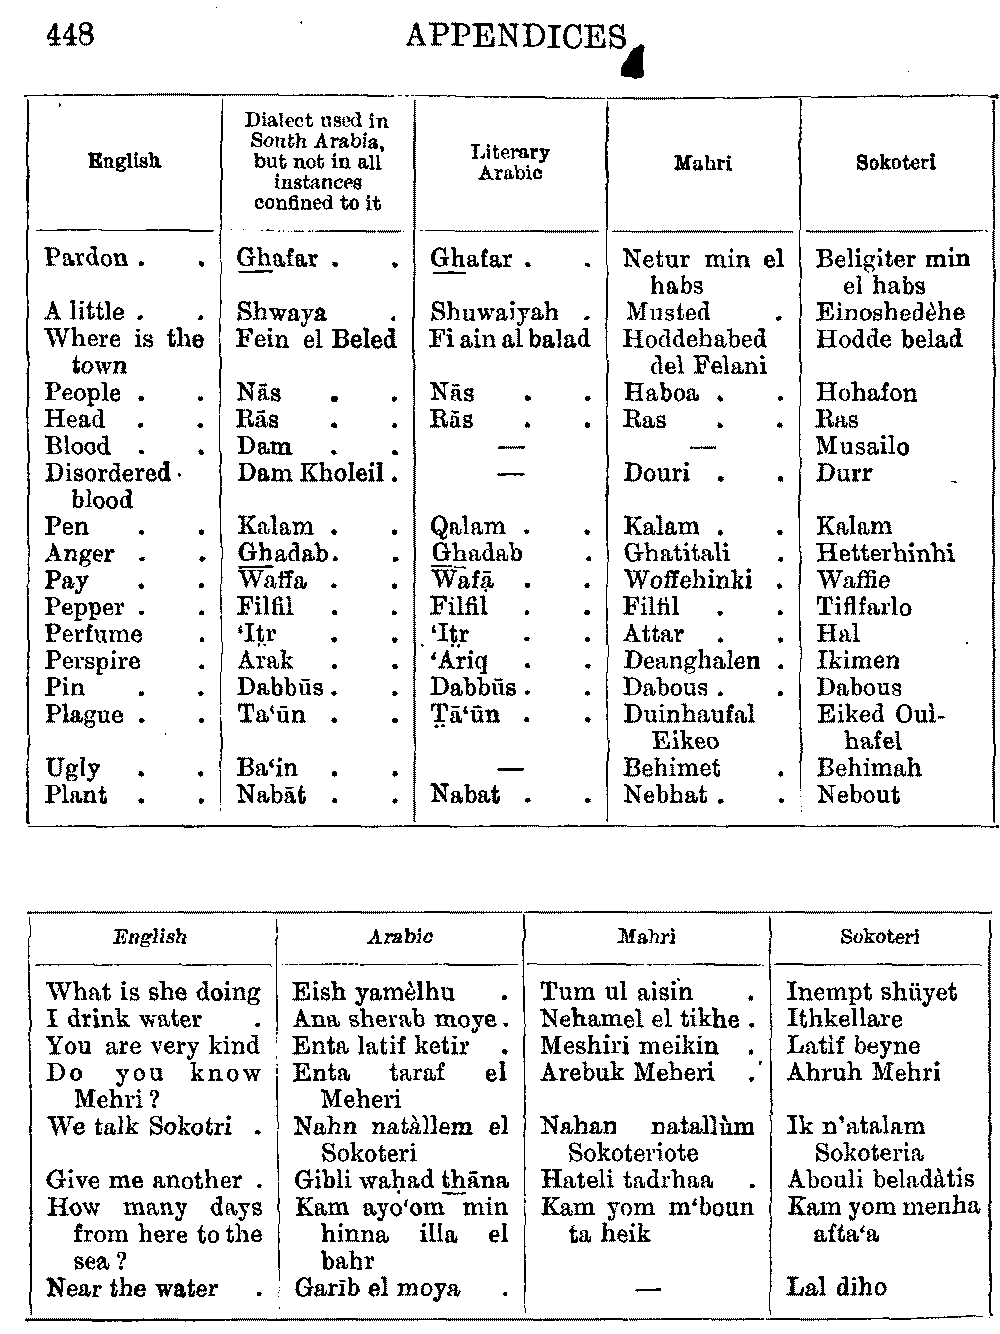 448 APPENDICES
English | Dialect used in South Arabia, but not in all instances confined to it | Literary Arabic | Mahri | Sokoteri
Pardon . . | Ghafar . . | Ghafar . . | Netur min el habs | Beligiter min el habs
A little . . | Shwaya . | Shuwaiyah . | Musted . | Einoshedèhe
Where is the town | Fein el Beled | Fi ain al balad | Hoddehabed del Felani | Hodde belad
People . . | Nās . . | Nās . . | Haboa . . | Hohafon
Head . . | Rās . . | Rās . . | Ras . . | Ras
Blood . . | Dam . . | — | — | Musailo
Disordered blood | Dam Kholeil . | — | Douri . . | Durr
Pen . . | Kalam . . | Qalam . . | Kalam . . | Kalam
Anger . . | Ghadab . . | Ghadab . | Ghatitali . | Hetterhinhi
Pay . . | Waffa . . | Wafạ̄ . . | Woffehinki . | Waffie
Pepper . . | Filfil . . | Filfil . . | Filfil . . | Tiflfarlo
Perfume . | ‘Iṭr . . | ‘Iṭr . . | Attar . . | Hal
Perspire . | Arak . . | ‘Ariq . . | Deanghalen . | Ikimen
Pin . . | Dabbūs . . | Dabbūs . . | Dabous . . | Dabous
Plague . . | Ta‘ūn . . | Ṭā‘ūn . . | Duinhaufal Eikeo | Eiked Oulhafel
Ugly . . | Ba‘in . . | — | Behimet . | Behimah
Plant . . | Nabāt . . | Nabat . . | Nebhat . . | Nebout
English | Arabic | Mahri | Sokoteri
What is she doing | Eish yamèlhu . | Tum ul aisin . | Inempt shüyet
I drink water . | Ana sherab moye . | Nehamel el tikhe . | Ithkellare
You are very kind | Enta latif ketir . | Meshiri meikin . | Latif beyne
Do you know Mehri ? | Enta taraf el Meheri | Arebuk Meheri . | Ahruh Mehri
We talk Sokotri . | Nahn natàllem el Sokoteri | Nahan natallùm Sokoteriote | Ik n’atalam Sokoteria
Give me another . | Gibli waḥad thāna | Hateli tadrhaa . | Abouli beladàtis
How many days from here to the sea ? | Kam ayo‘om min hinna illa el bahr | Kam yom m‘boun ta heik | Kam yom menha afta‘a
Near the water . | Garīb el moya . | — | Lal diho